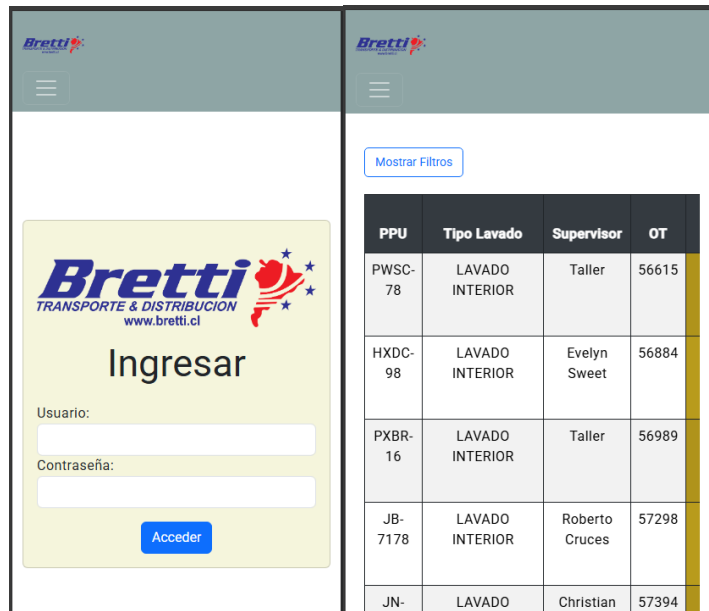 Bretti
Bretti
TRANSPORTE & DISTRIBUCION
www.bretti.cl
Ingresar
Usuario:
Contraseña:
Acceder
Bretti
Mostrar Filtros
PPU Tipo Lavado Supervisor OT
PWSC- LAVADO Taller 56615
78 INTERIOR
HXDC- LAVADO Evelyn 56884
98 INTERIOR Sweet
PXBR- LAVADO Taller 56989
16 INTERIOR
JB- LAVADO Roberto 57298
7178 INTERIOR Cruces
JN- LAVADO Christian 57394